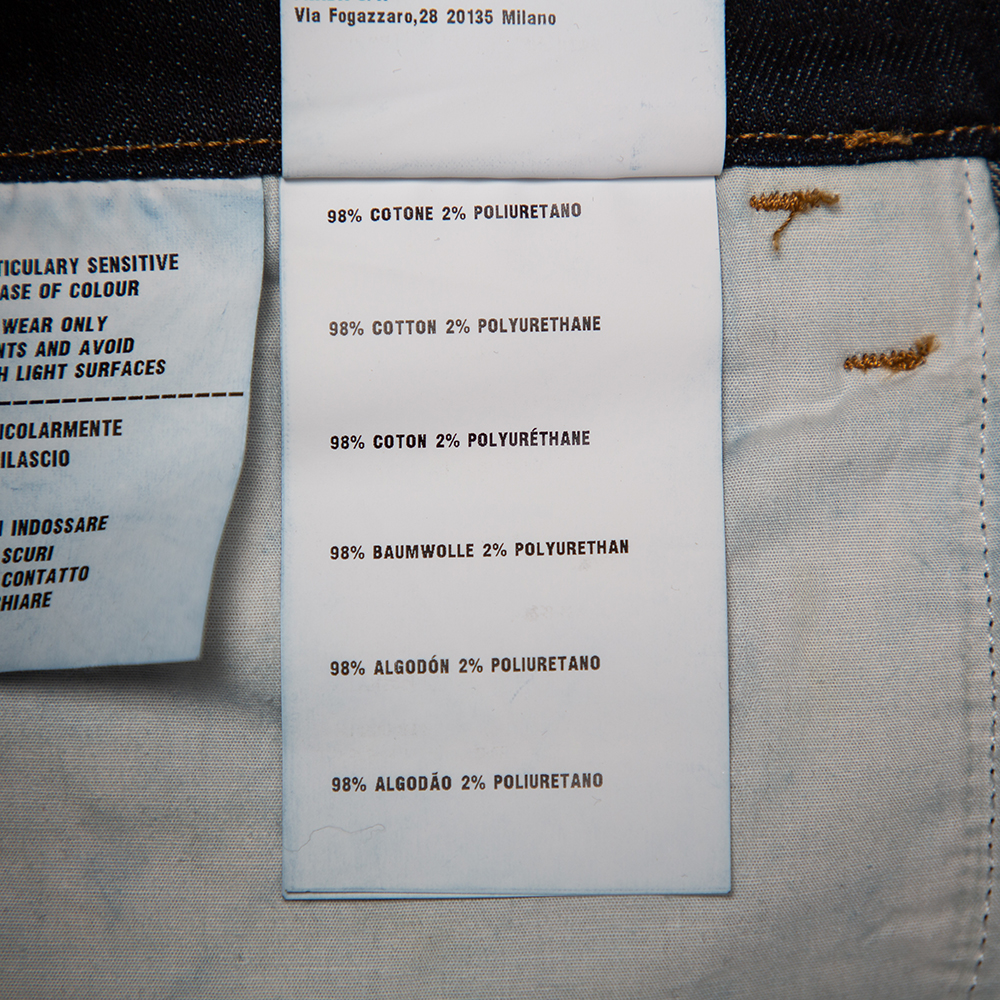 Via Fogazzaro,28 20135 Milano
98% COTONE 2% POLIURETANO
98% COTTON 2% POLYURETHANE
98% COTON 2% POLYURÉTHANE
98% BAUMWOLLE 2% POLYURETHAN
98% ALGODÓN 2% POLIURETANO
98% ALGODÃO 2% POLIURETANO
TICULARY SENSITIVE
ASE OF COLOUR
WEAR ONLY
NTS AND AVOID
H LIGHT SURFACES
ICOLARMENTE
ILASCIO
INDOSSARE
SCURI
CONTATTO
HIARE